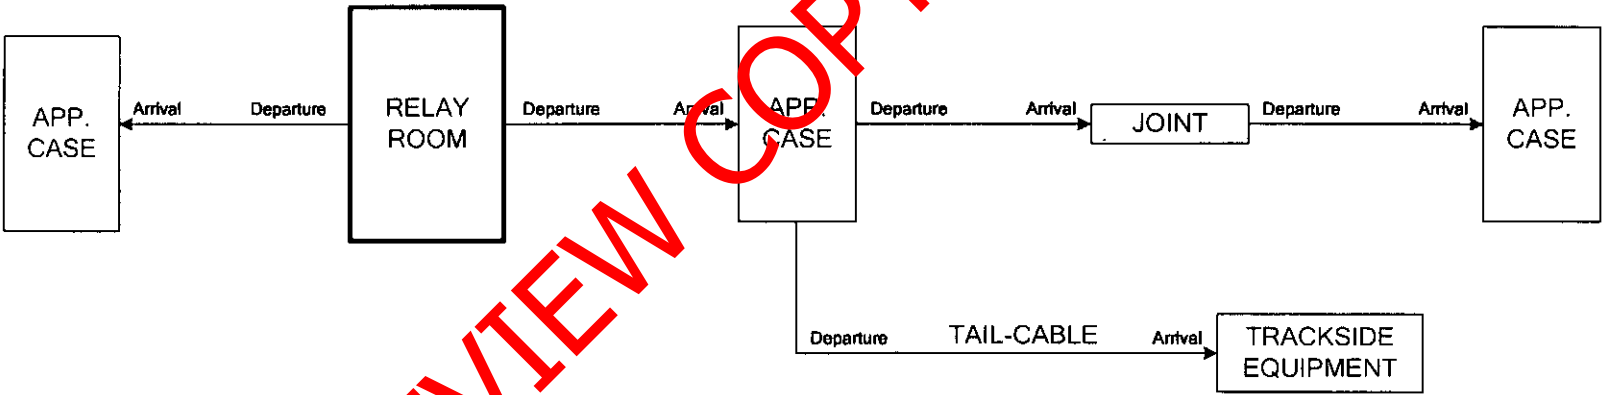 APP.
CASE
Arrival
Departure
RELAY
ROOM
Departure
Arrival
APP.
CASE
Departure
Arrival
JOINT
Departure
Arrival
APP.
CASE
Departure
TAIL-CABLE
Arrival
TRACKSIDE
EQUIPMENT
VIEW COP